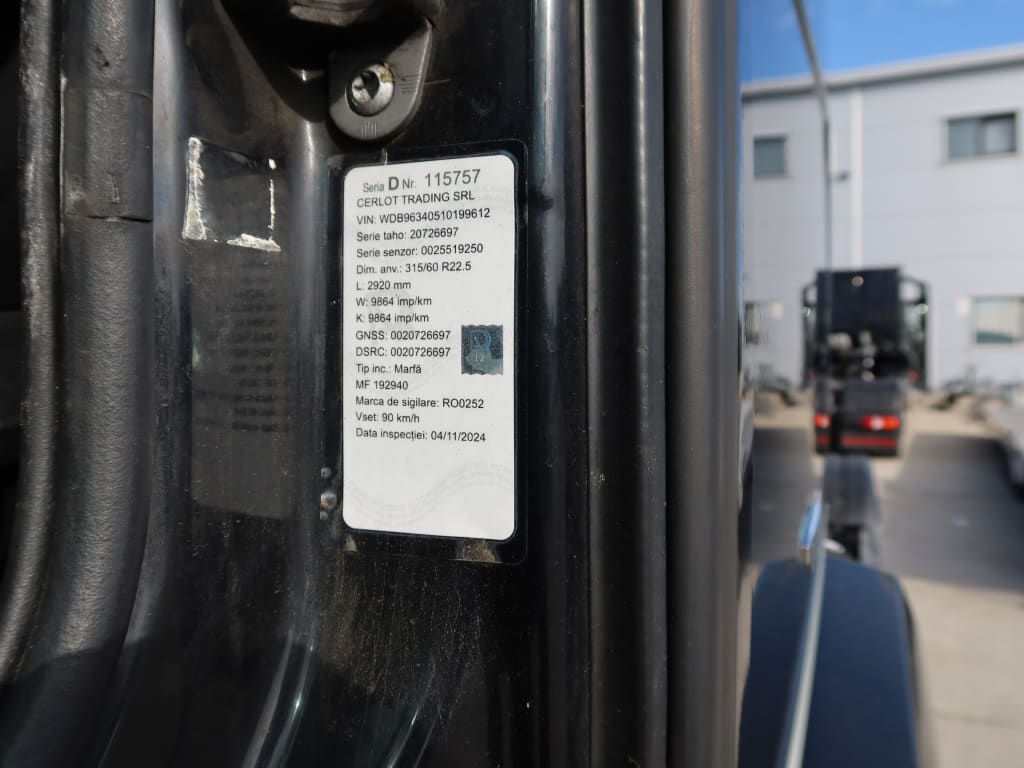 Seria D Nr. 115757
CERLOT TRADING SRL
VIN: WDB96340510199612
Serie taho: 20726697
Serie senzor: 0025519250
Dim. anv.: 315/60 R22.5
L: 2920 mm
W: 9864 imp/km
K: 9864 imp/km
GNSS: 0020726697
DSRC: 0020726697
Tip inc.: Marfă
MF 192940
Marca de sigilare: RO0252
Vset: 90 km/h
Data inspecției: 04/11/2024